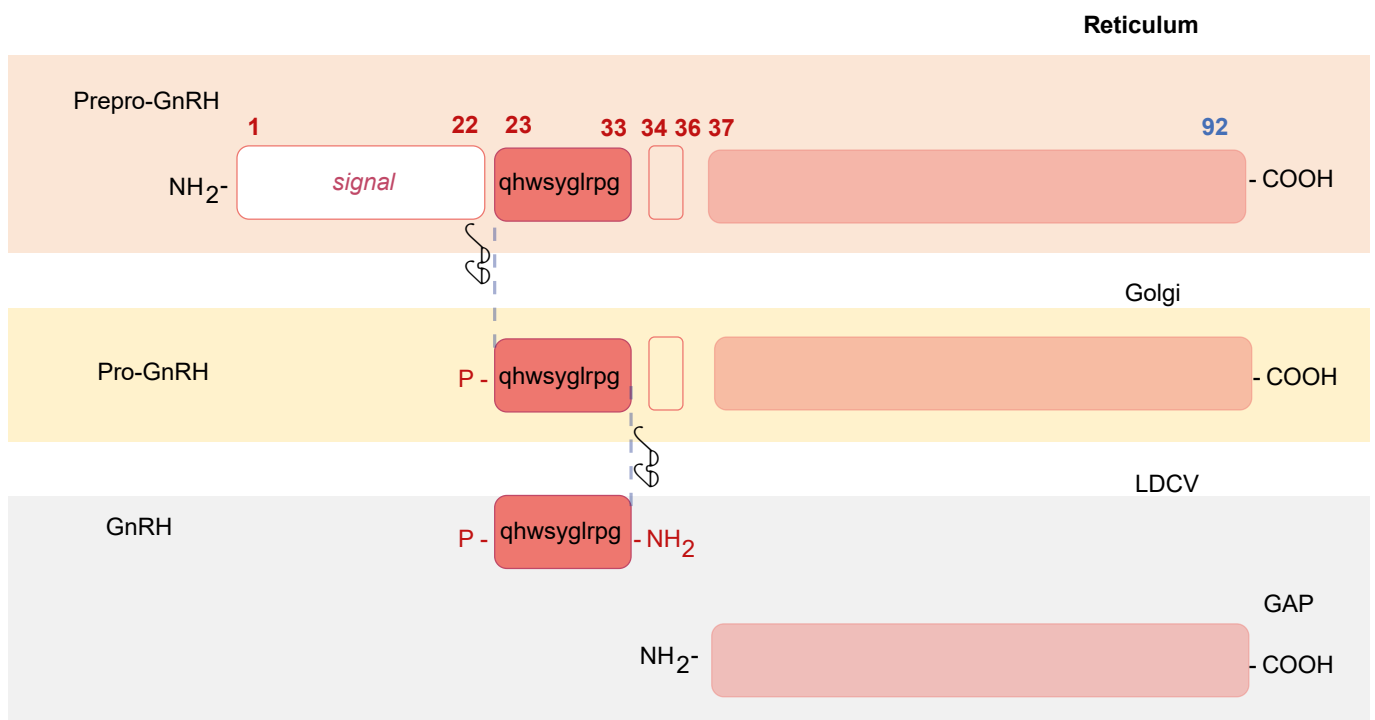 Reticulum
Prepro-GnRH
1 22 23 33 34 36 37 92
NH2- signal qhwsyglrpg - COOH
Golgi
Pro-GnRH P - qhwsyglrpg - COOH
LDCV
GnRH
P - qhwsyglrpg - NH2
GAP
NH2- - COOH